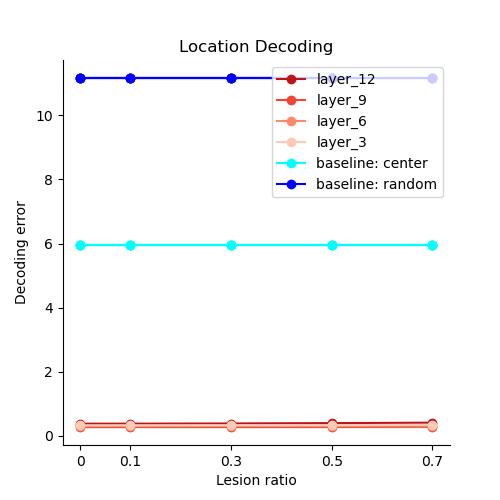 Location Decoding
layer_12
layer_9
layer_6
layer_3
baseline: center
baseline: random
Decoding error
10
8
6
4
2
0
0 0.1 0.3 0.5 0.7
Lesion ratio